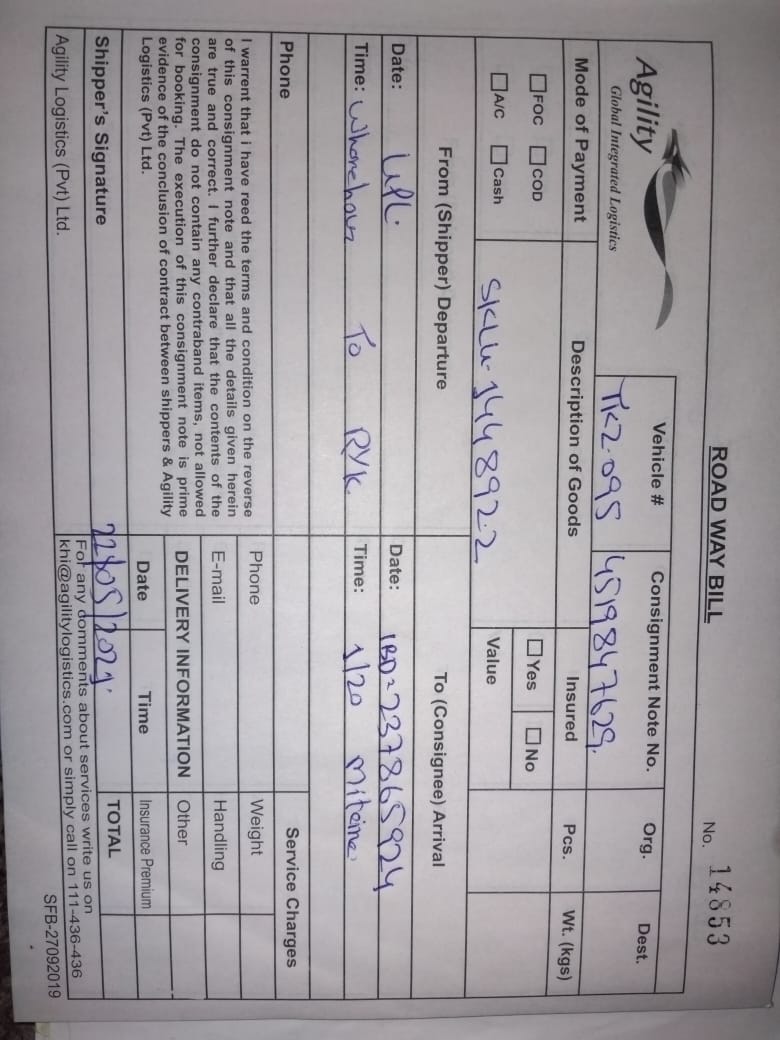 ROAD WAY BILL
No. 14853
Agility
Global Integrated Logistics
Vehicle #
TKZ-095
Consignment Note No.
4519847629.
Org.
Dest.
Mode of Payment
FOC
COD
A/C
Cash
Description of Goods
SKLU-1448922
Insured
Yes
No
Value
Pcs.
Wt. (kgs)
From (Shipper) Departure
To (Consignee) Arrival
Date: UPL.
Date: IBD=237865924
Time: Wharehous To RYK.
Time: 1/20
Phone
I warrent that i have reed the terms and condition on the reverse
of this consignment note and that all the details given herein
are true and correct. I further declare that the contents of the
consignment do not contain any contraband items, not allowed
for booking. The execution of this consignment note is prime
evidence of the conclusion of contract between shippers & Agility
Logistics (Pvt) Ltd.
Shipper's Signature
Agility Logistics (Pvt) Ltd.
Phone
E-mail
DELIVERY INFORMATION
Date
Time
22/05/2021.
Service Charges
Weight
Handling
Other
Insurance Premium
TOTAL
For any comments about services write us on
khi@agilitylogistics.com or simply call on 111-436-436
SFB-27092019